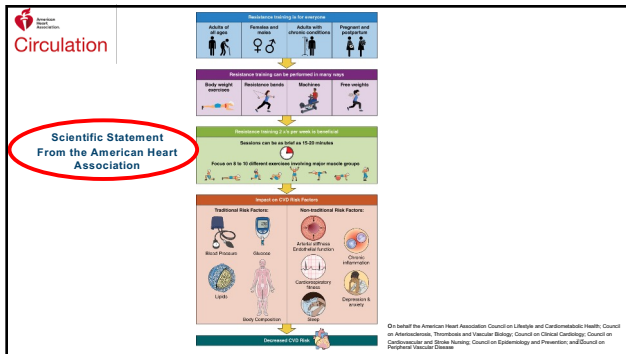 American
Heart
Association.
Circulation
Scientific Statement
From the American Heart
Association
Resistance training is for everyone
Adults of
all ages
Females and
males
Adults with
chronic conditions
Pregnant and
postpartum
Resistance training can be performed in many ways
Body weight
exercises
Resistance bands
Machines
Free weights
Resistance training 2 x's per week is beneficial
Sessions can be as brief as 15-20 minutes
Focus on 8 to 10 different exercises involving major muscle groups
Impact on CVD Risk Factors
Traditional Risk Factors:
Blood Pressure
Glucose
Lipids
Body Composition
Non-traditional Risk Factors:
Arterial stiffness
Endothelial function
Chronic
inflammation
Cardiorespiratory
fitness
Depression &
anxiety
Sleep
Decreased CVD Risk
On behalf the American Heart Association Council on Lifestyle and Cardiometabolic Health; Council
on Arteriosclerosis, Thrombosis and Vascular Biology; Council on Clinical Cardiology; Council on
Cardiovascular and Stroke Nursing; Council on Epidemiology and Prevention; and Council on
Peripheral Vascular Disease